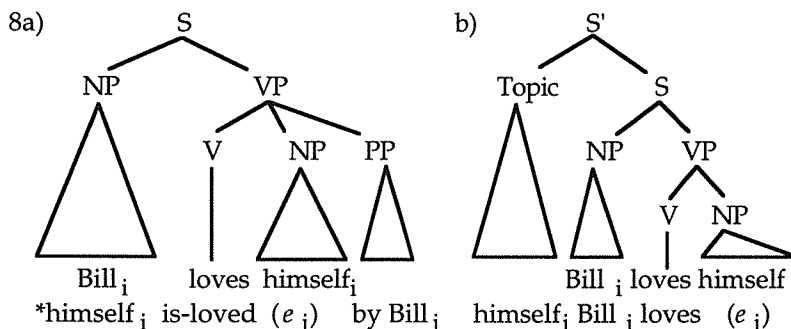 8a) S b) S'
NP VP Topic S
V NP PP NP VP
V NP
Bill i loves himself i Bill i loves himself
*himself i is-loved (e i) by Bill i himself i Bill i loves (e i)